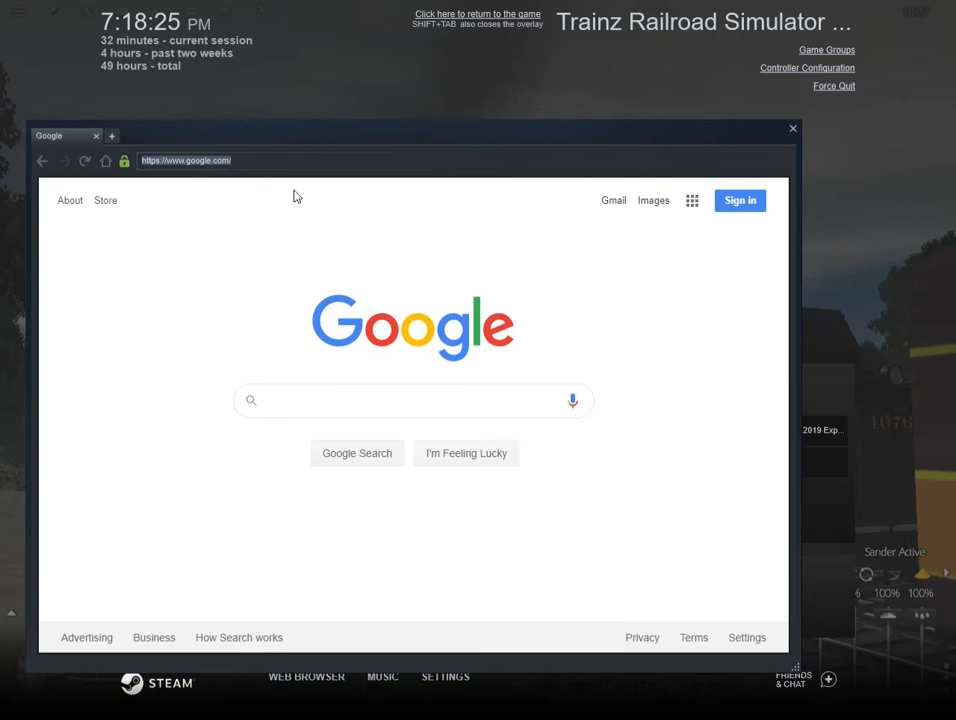 7:18:25 PM
32 minutes - current session
4 hours - past two weeks
49 hours - total
Click here to return to the game
SHIFT+TAB also closes the overlay
Trainz Railroad Simulator ...
Game Groups
Controller Configuration
Force Quit
Google
https://www.google.com/
About Store
Gmail Images Sign in
Google
Google Search I'm Feeling Lucky
1076
2019 Exp...
Sander Active
% 100% 100%
Advertising Business How Search works
Privacy Terms Settings
STEAM
WEB BROWSER MUSIC SETTINGS
FRIENDS
& CHAT